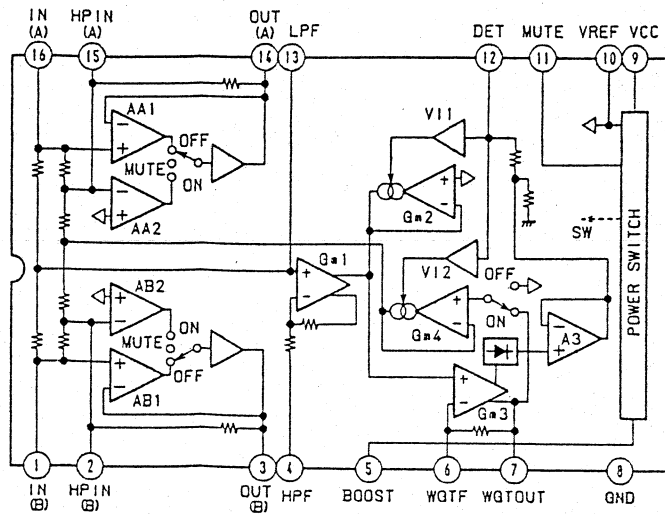 IN HPIN OUT LPF DET MUTE VREF VCC
(A) (A) (A)
16 15 14 13 12 11 10 9
AA1
OFF
MUTE
ON
AA2
VI1
Gm2
SW
POWER SWITCH
Gm1
VI2
OFF
ON
Gm4
A3
AB2
ON
MUTE
OFF
AB1
Gm3
1 2 3 4 5 6 7 8
IN HPIN OUT HPF BOOST WGTF WGTOUT GND
(B) (B) (B)